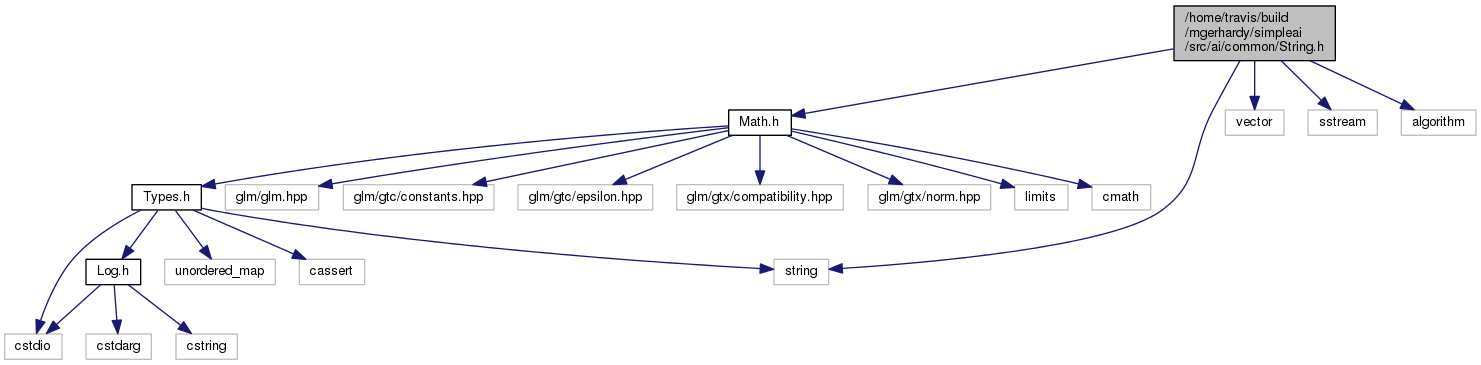 /home/travis/build
/mgerhardy/simpleai
/src/ai/common/String.h
Math.h
vector
sstream
algorithm
Types.h
glm/glm.hpp
glm/gtc/constants.hpp
glm/gtc/epsilon.hpp
glm/gtx/compatibility.hpp
glm/gtx/norm.hpp
limits
cmath
Log.h
unordered_map
cassert
string
cstdio
cstdarg
cstring